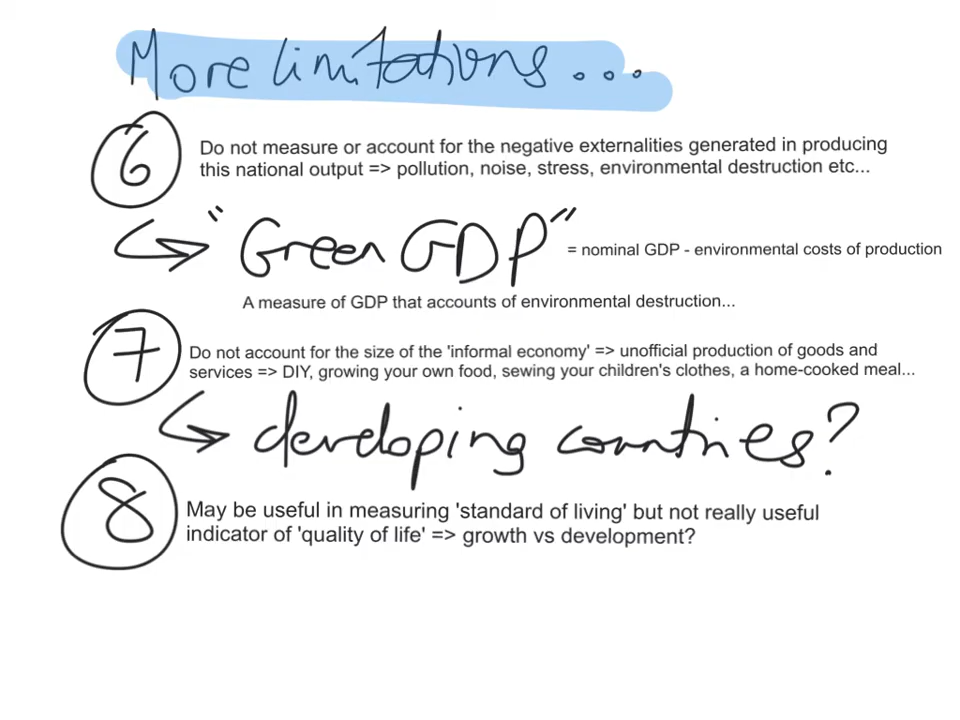 More limitations...
6
Do not measure or account for the negative externalities generated in producing
this national output => pollution, noise, stress, environmental destruction etc...
"Green GDP" = nominal GDP - environmental costs of production
A measure of GDP that accounts of environmental destruction...
7
Do not account for the size of the 'informal economy' => unofficial production of goods and
services => DIY, growing your own food, sewing your children's clothes, a home-cooked meal...
developing countries?
8
May be useful in measuring 'standard of living' but not really useful
indicator of 'quality of life' => growth vs development?